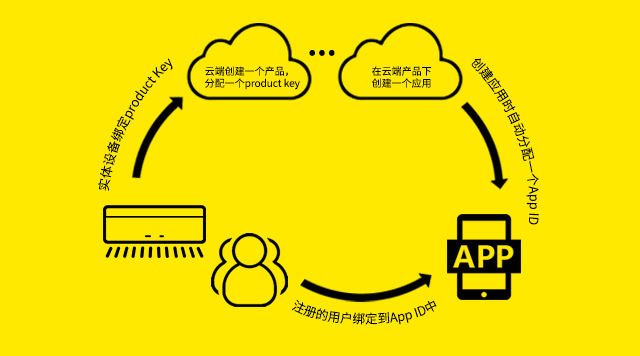 云端创建一个产品，
分配一个product key
在云端产品下
创建一个应用
实体设备绑定product Key
创建应用时自动分配一个App ID
APP
注册的用户绑定到App ID中